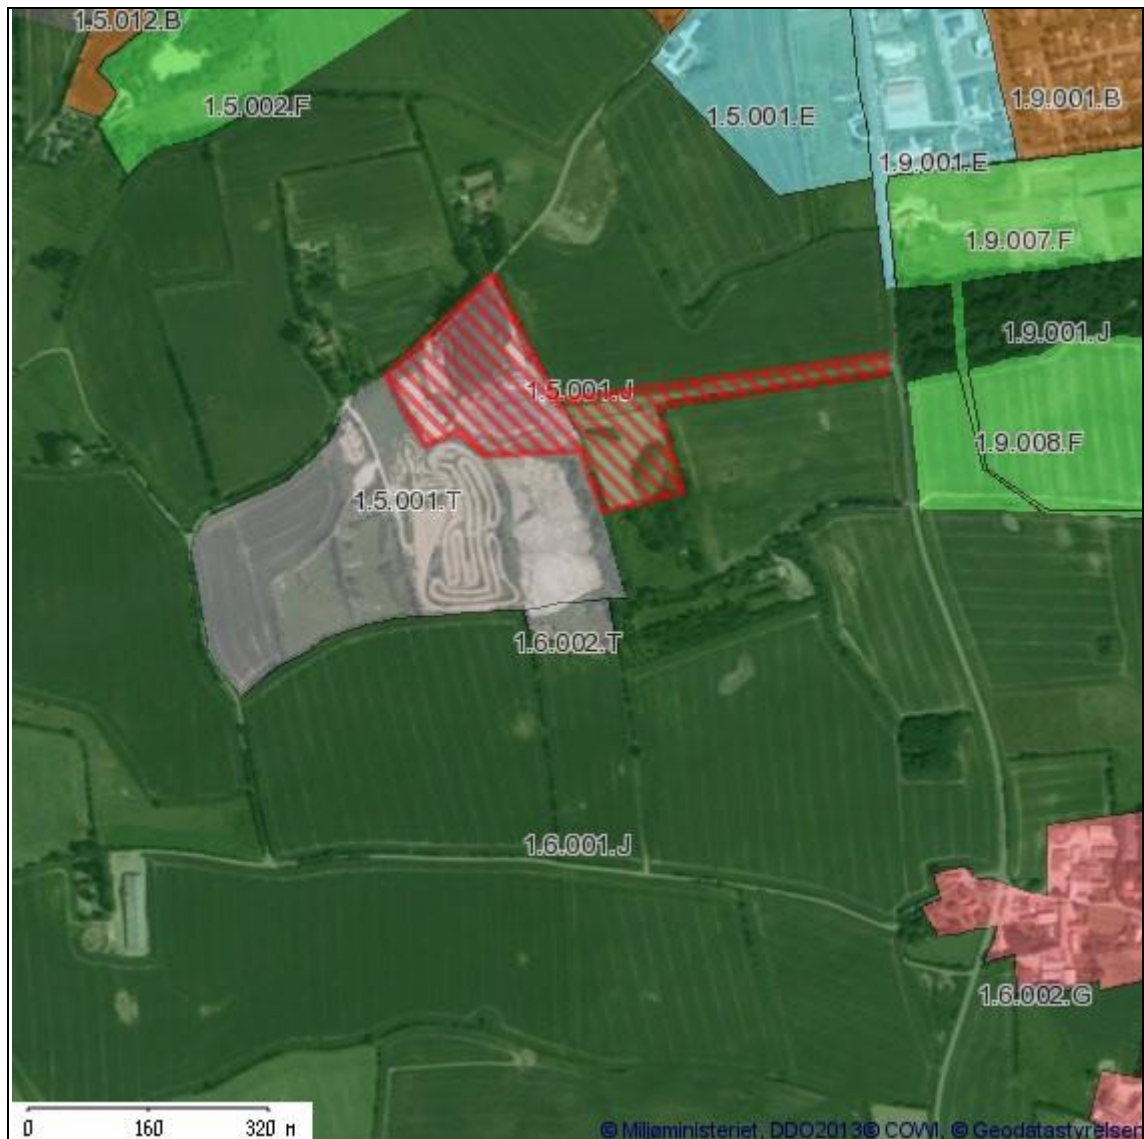 1.5.012.B
1.5.002.F
1.5.001.E
1.9.001.B
1.9.001.E
1.9.007.F
1.9.001.J
1.5.001.J
1.9.008.F
1.5.001.T
1.6.002.T
1.6.001.J
1.6.002.G
0 160 320 M
© Miljøministeriet, DDO2013© COWI, © Geodatastyrelsen